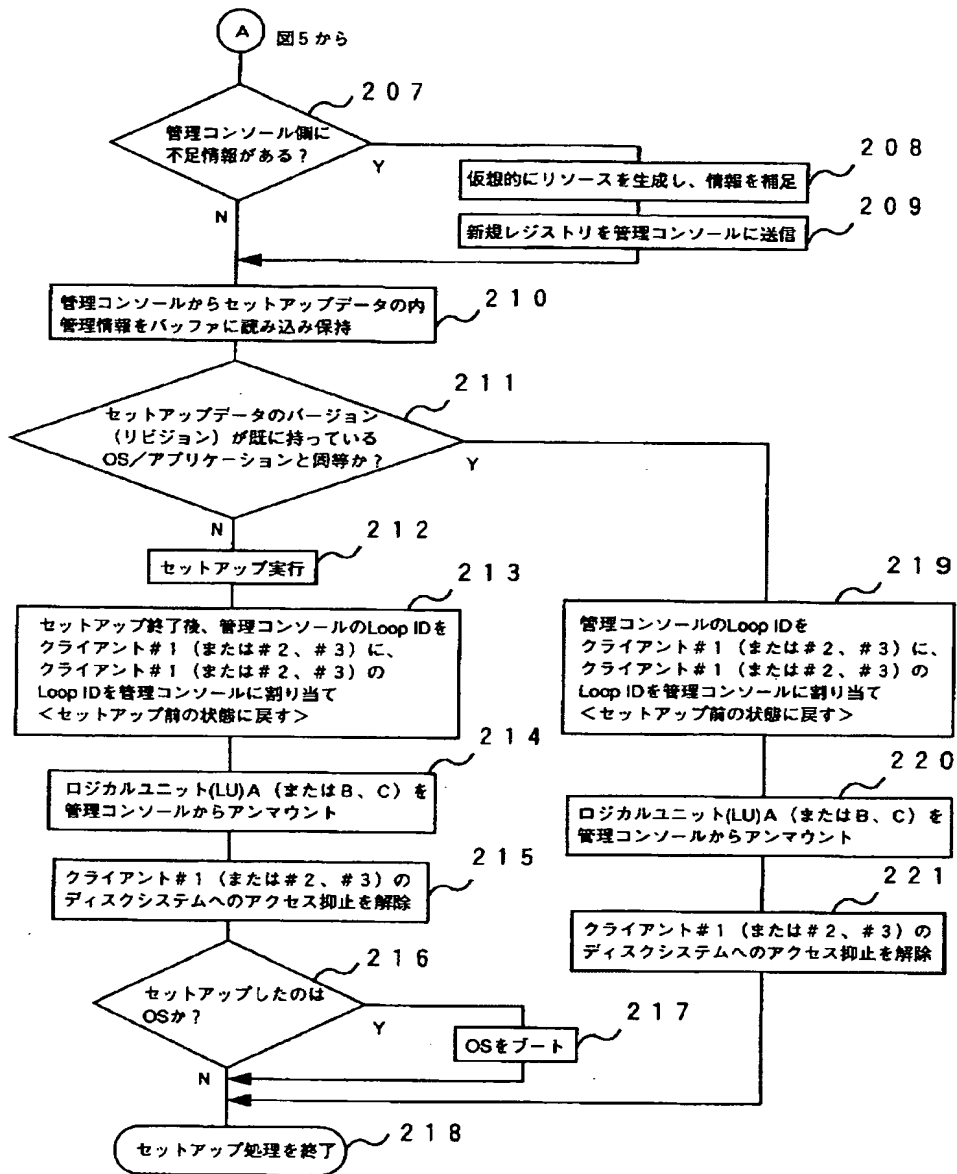 A
図5から
207
管理コンソール側に
不足情報がある?
Y
N
208
仮想的にリソースを生成し、情報を補足
209
新規レジストリを管理コンソールに送信
210
管理コンソールからセットアップデータの内
管理情報をバッファに読み込み保持
211
セットアップデータのバージョン
(リビジョン)が既に持っている
OS/アプリケーションと同等か?
Y
N
212
セットアップ実行
213
セットアップ終了後、管理コンソールのLoop IDを
クライアント#1(または#2、#3)に、
クライアント#1(または#2、#3)の
Loop IDを管理コンソールに割り当て
<セットアップ前の状態に戻す>
214
ロジカルユニット(LU)A(またはB、C)を
管理コンソールからアンマウント
215
クライアント#1(または#2、#3)の
ディスクシステムへのアクセス抑止を解除
216
セットアップしたのは
OSか?
Y
N
217
OSをブート
219
管理コンソールのLoop IDを
クライアント#1(または#2、#3)に、
クライアント#1(または#2、#3)の
Loop IDを管理コンソールに割り当て
<セットアップ前の状態に戻す>
220
ロジカルユニット(LU)A(またはB、C)を
管理コンソールからアンマウント
221
クライアント#1(または#2、#3)の
ディスクシステムへのアクセス抑止を解除
218
セットアップ処理を終了